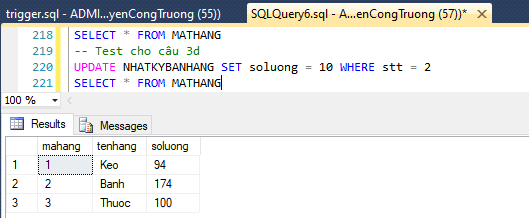 trigger.sql - ADMI...yenCongTruong (55))
SQLQuery6.sql - A...enCongTruong (57))*
218 SELECT * FROM MATHANG
219 -- Test cho câu 3d
220 UPDATE NHATKYBANHANG SET soluong = 10 WHERE stt = 2
221 SELECT * FROM MATHANG
100 %
Results Messages
mahang tenhang soluong
1 1 Keo 94
2 2 Banh 174
3 3 Thuoc 100